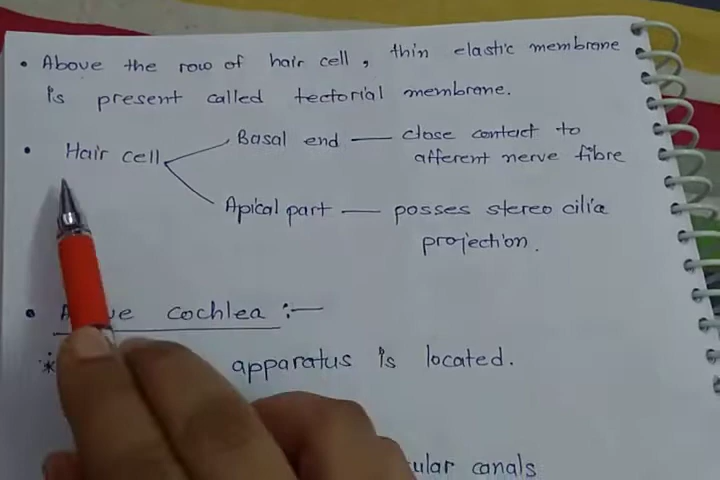 • Above the row of hair cell, thin elastic membrane
is present called tectorial membrane.
• Hair cell
Basal end — close contact to
afferent nerve fibre
Apical part — posses stereo cilia
projection.
• cochlea :—
* apparatus is located.
canals